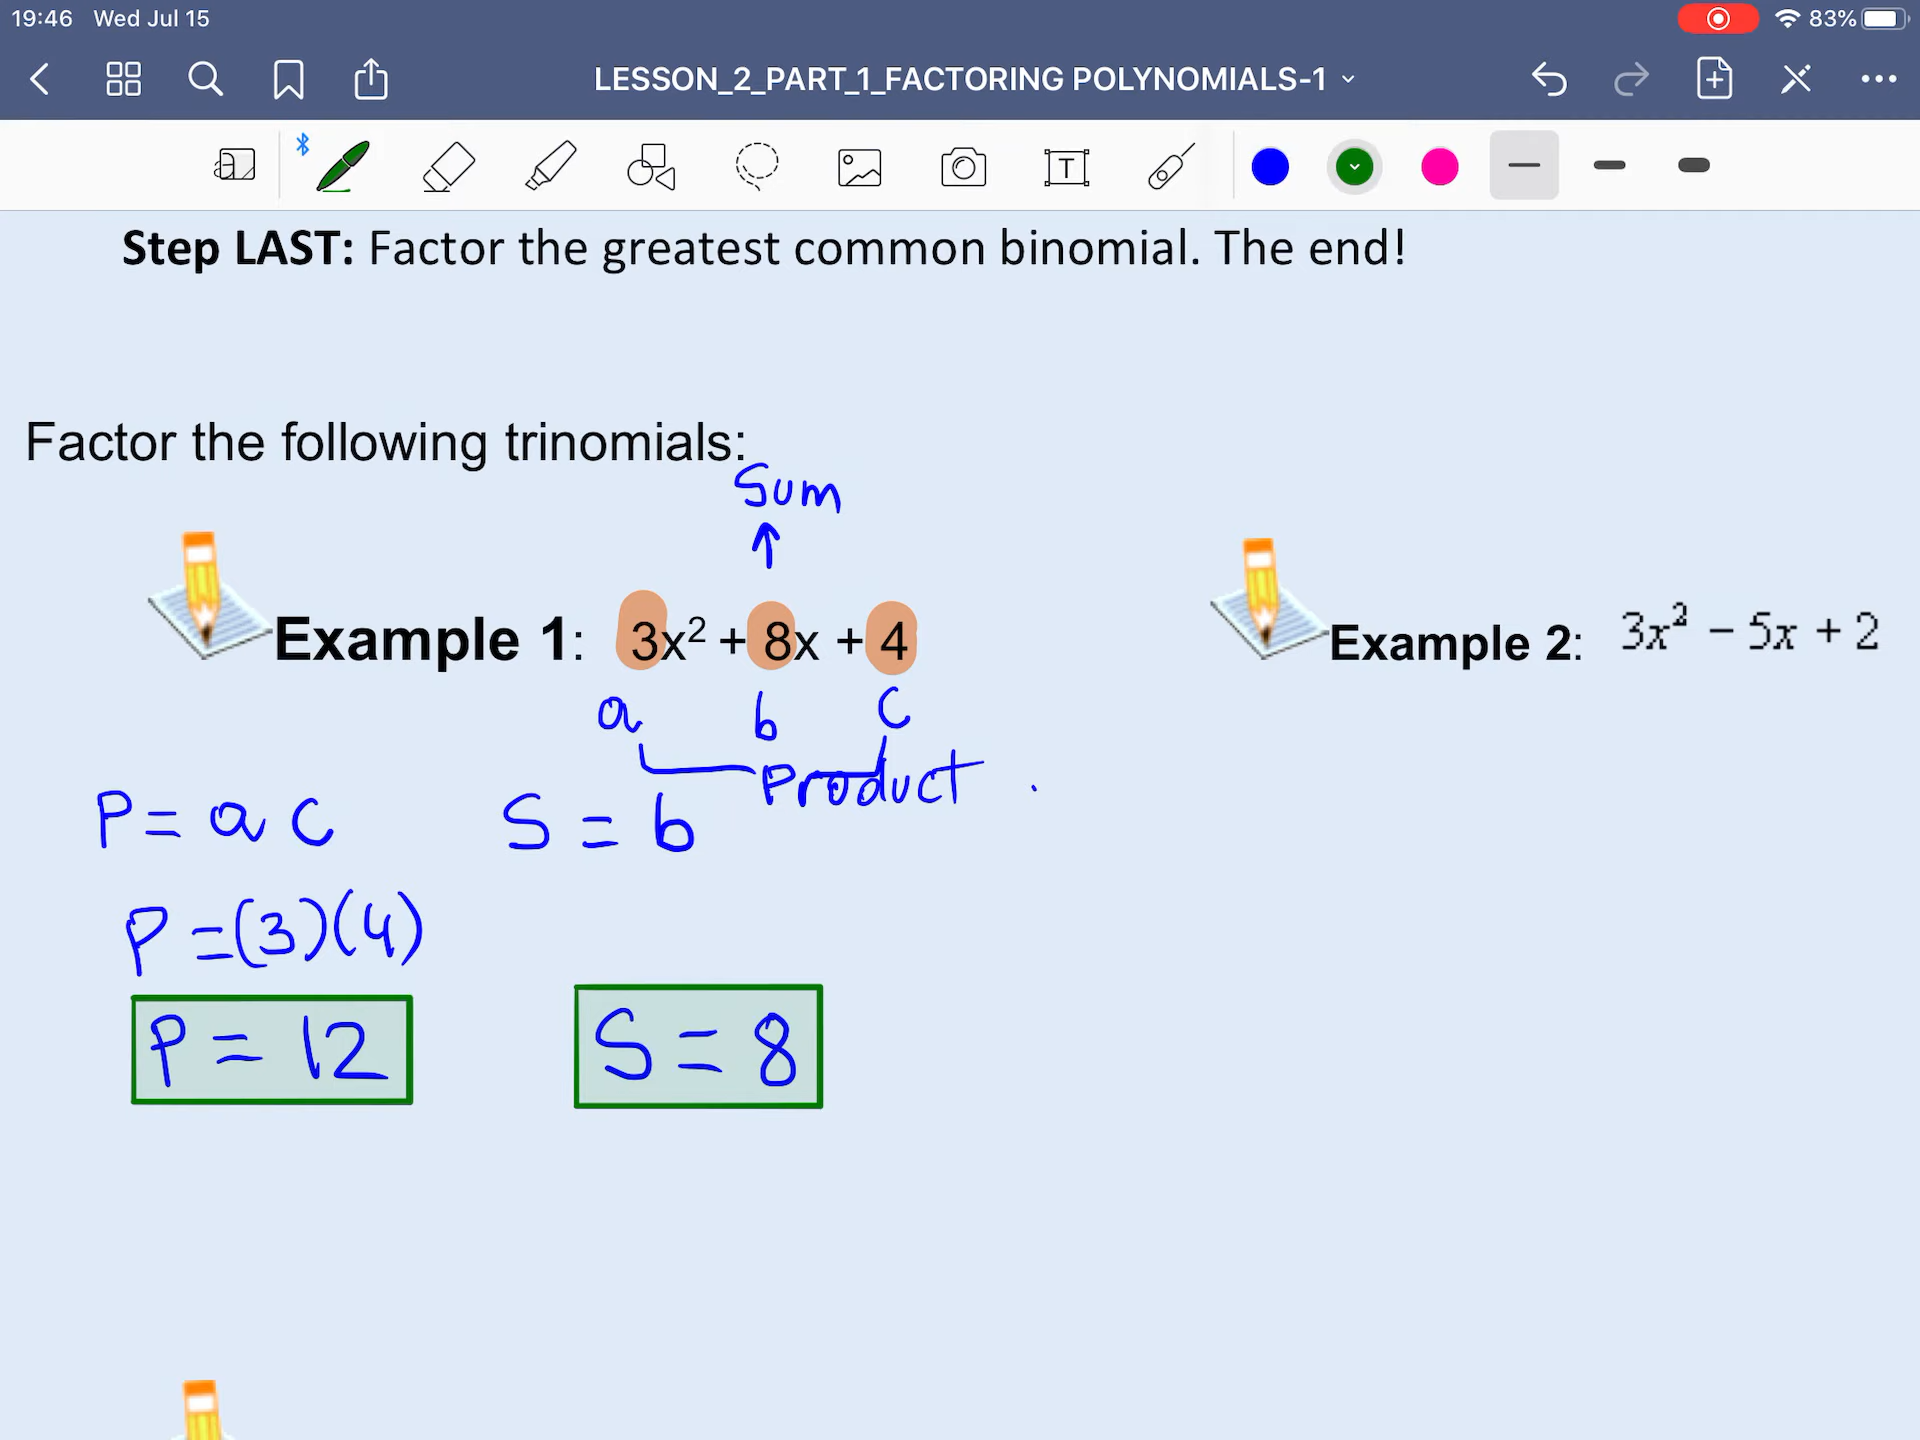 19:46 Wed Jul 15 83%
LESSON_2_PART_1_FACTORING POLYNOMIALS-1
a T
Step LAST: Factor the greatest common binomial. The end!
Factor the following trinomials:
Sum
↑
Example 1: 3x² + 8x + 4
a b c
Product
P = a c S = b
P = (3)(4)
P = 12 S = 8
Example 2: 3x² − 5x + 2